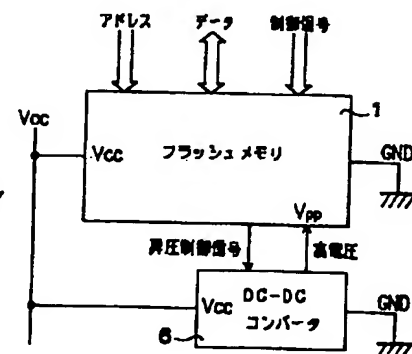 アドレス データ 制御信号
1
Vcc
Vcc フラッシュメモリ GND
Vpp
昇圧制御信号 高電圧
Vcc DC-DC GND
コンバータ
6